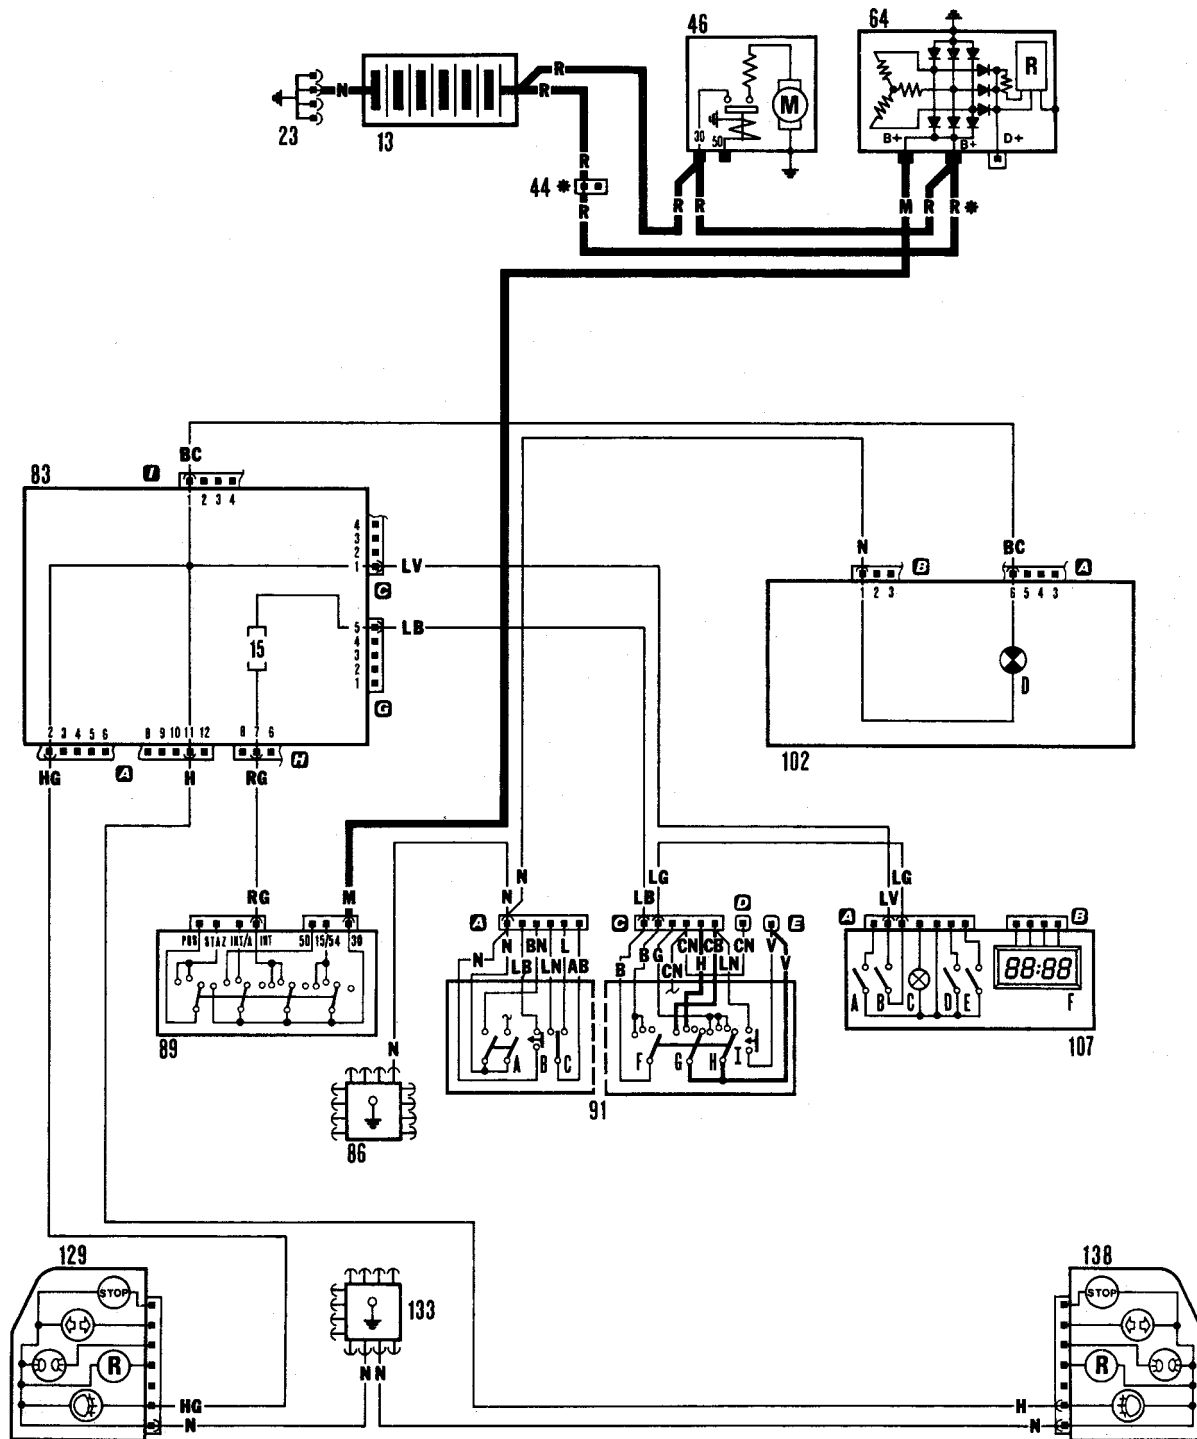 46
64
R
N
R
M
R
23
13
30
50
B+
B+
D+
R
44 *
R
R
R
M
R
R *
BC
83
I
1 2 3 4
4
3
2
1
LV
C
N
B
BC
A
1 2 3
6 5 4 3
5
4
3
2
1
LB
15
G
D
2 3 4 5 6
8 9 10 11 12
8 7 6
H
A
HG
H
RG
102
RG
M
N
N
LB
LG
LV
LG
A
C
D
E
A
B
PBR STAZ INT/A INT
50 15/54 30
N
BN
L
N
LB
LN
AB
B
B
G
CN
CB
CN
V
CN
H
LN
V
88:88
A
B
C
F
G
H
I
A
B
C
D
E
F
89
N
91
107
86
129
133
138
STOP
R
N N
HG
N
STOP
R
H
N